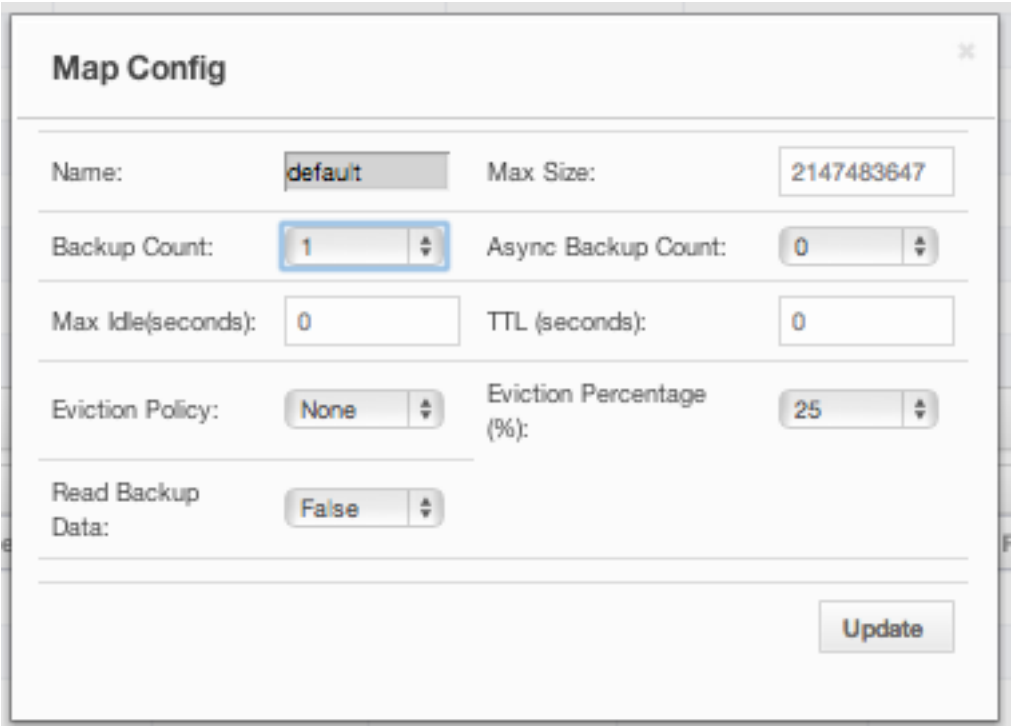 Map Config
Name: default Max Size: 2147483647
Backup Count: 1 Async Backup Count: 0
Max Idle(seconds): 0 TTL (seconds): 0
Eviction Policy: None Eviction Percentage
(%): 25
Read Backup
Data: False
Update